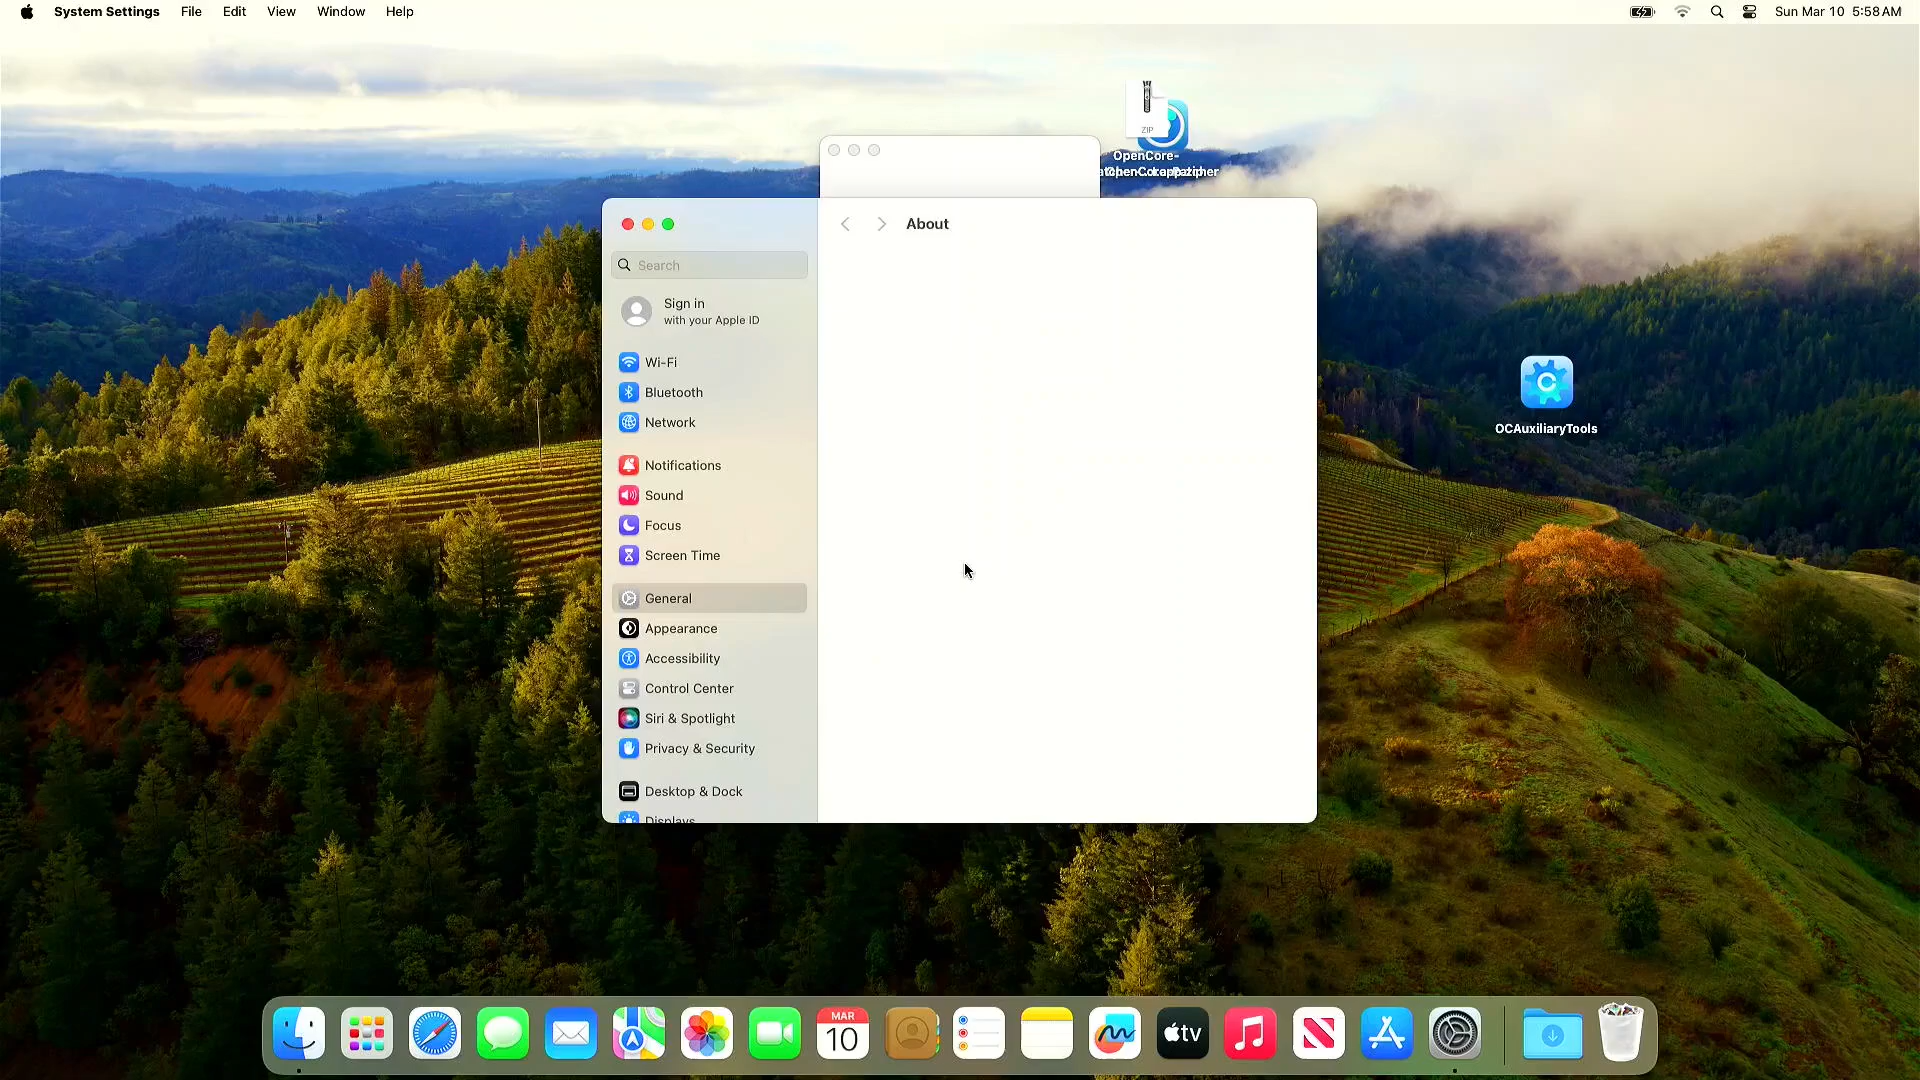 System Settings File Edit View Window Help Sun Mar 10 5:58 AM
ZIP
OpenCore-
About
Search
Sign in
with your Apple ID
Wi-Fi
Bluetooth
Network
Notifications
Sound
Focus
Screen Time
General
Appearance
Accessibility
Control Center
Siri & Spotlight
Privacy & Security
Desktop & Dock
Displays
OCAuxiliaryTools
MAR
10
tv